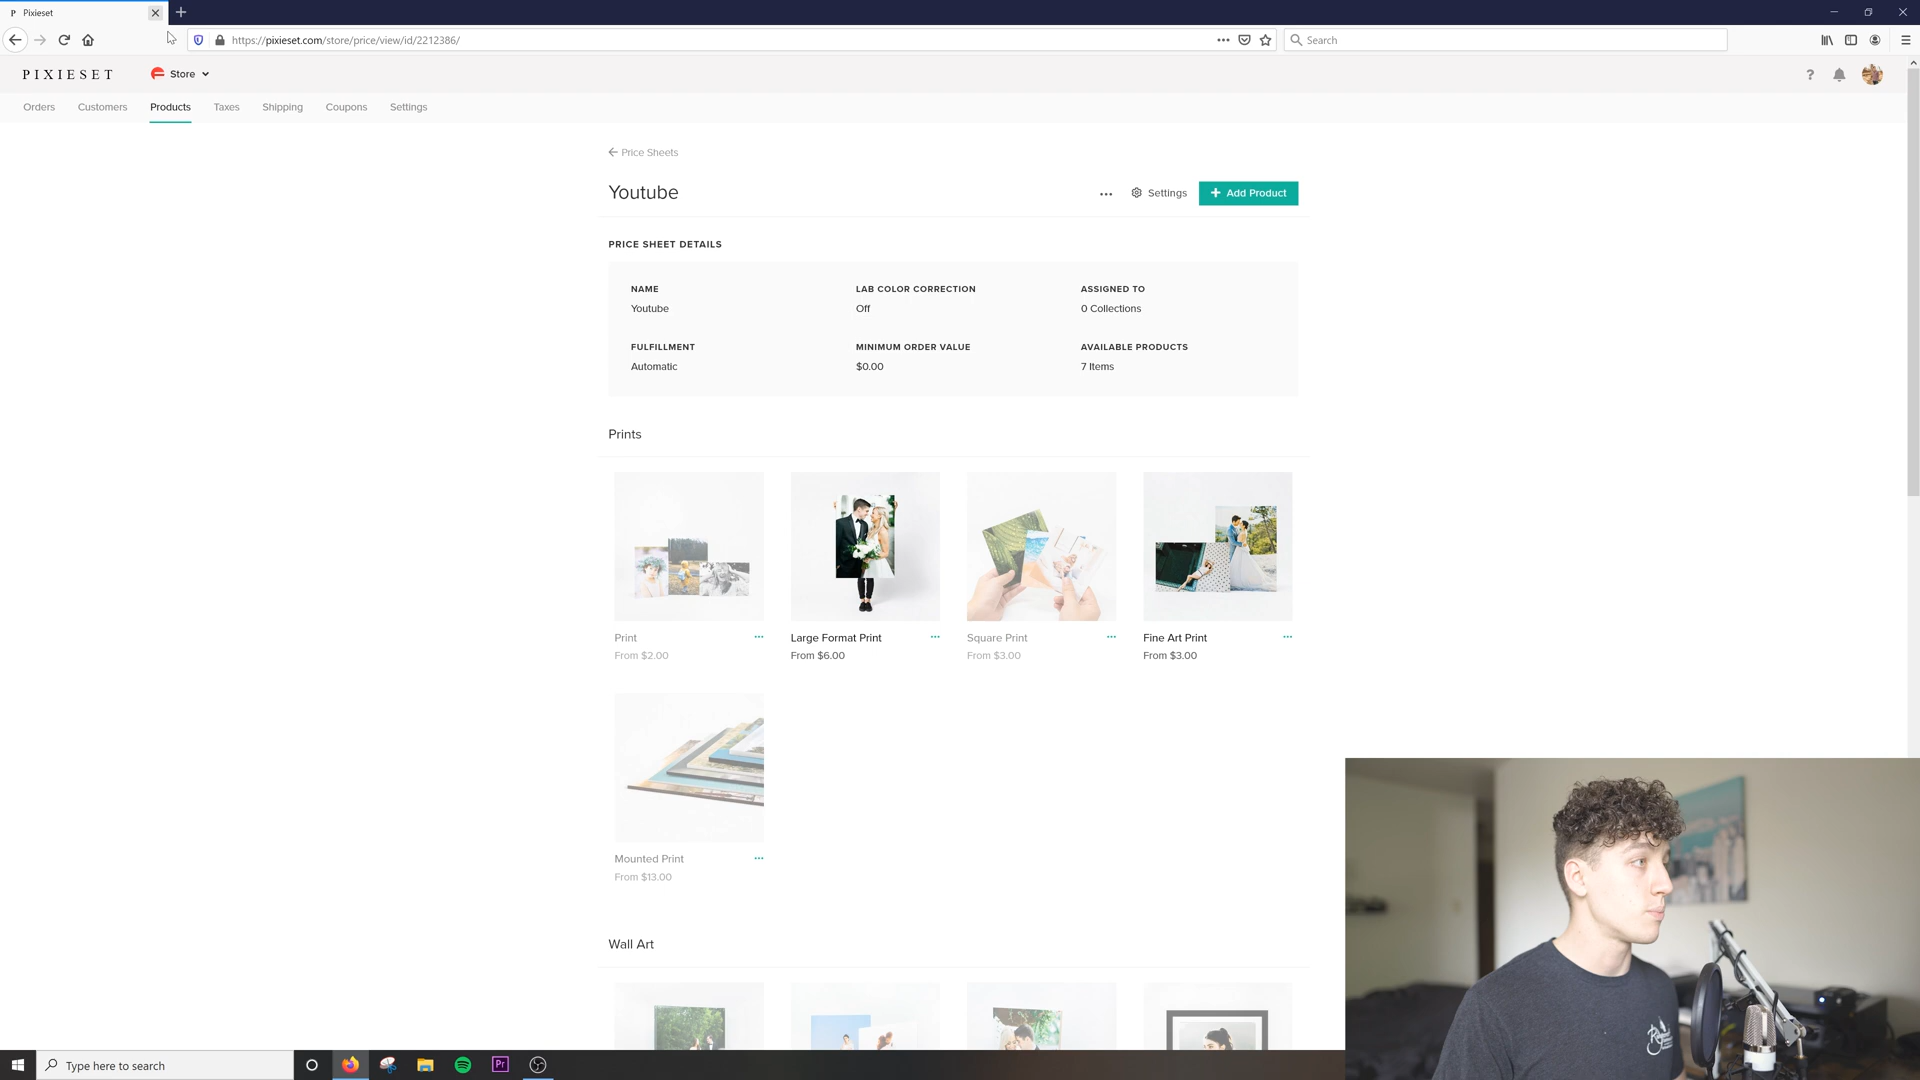 P Pixieset
https://pixieset.com/store/price/view/id/2212386/
Search
PIXIESET
Store
?
Orders Customers Products Taxes Shipping Coupons Settings
Price Sheets
Youtube
Settings
Add Product
PRICE SHEET DETAILS
NAME LAB COLOR CORRECTION ASSIGNED TO
Youtube Off 0 Collections
FULFILLMENT MINIMUM ORDER VALUE AVAILABLE PRODUCTS
Automatic $0.00 7 Items
Prints
Print Large Format Print Square Print Fine Art Print
From $2.00 From $6.00 From $3.00 From $3.00
Mounted Print
From $13.00
Wall Art
Type here to search
Pr